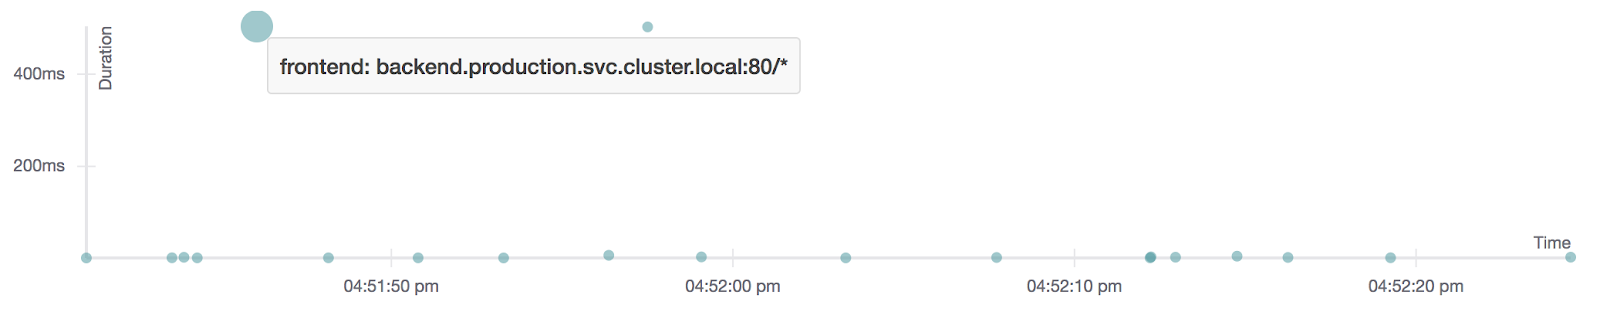 Duration
400ms
frontend: backend.production.svc.cluster.local:80/*
200ms
Time
04:51:50 pm
04:52:00 pm
04:52:10 pm
04:52:20 pm